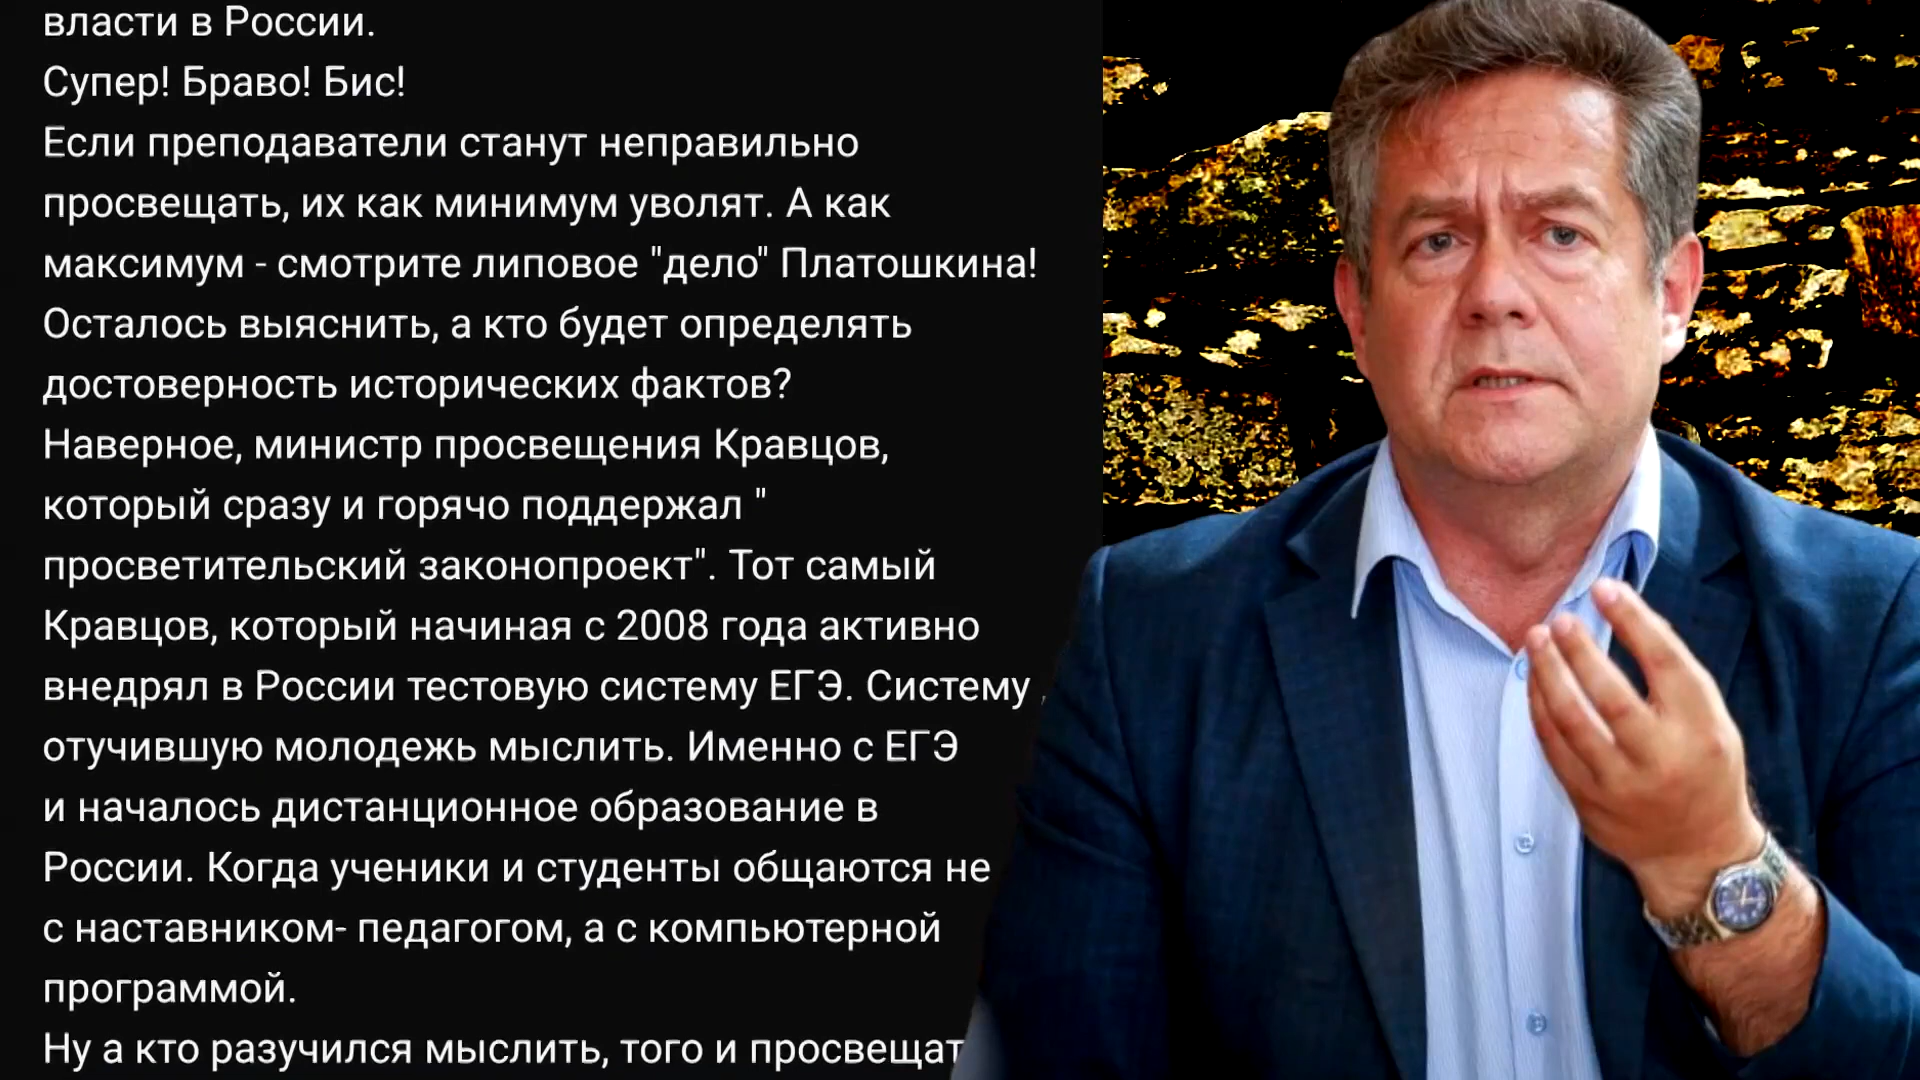 власти в России.
Супер! Браво! Бис!
Если преподаватели станут неправильно
просвещать, их как минимум уволят. А как
максимум - смотрите липовое "дело" Платошкина!
Осталось выяснить, а кто будет определять
достоверность исторических фактов?
Наверное, министр просвещения Кравцов,
который сразу и горячо поддержал "
просветительский законопроект". Тот самый
Кравцов, который начиная с 2008 года активно
внедрял в России тестовую систему ЕГЭ. Систему ,
отучившую молодежь мыслить. Именно с ЕГЭ
и началось дистанционное образование в
России. Когда ученики и студенты общаются не
с наставником- педагогом, а с компьютерной
программой.
Ну а кто разучился мыслить, того и просвещат